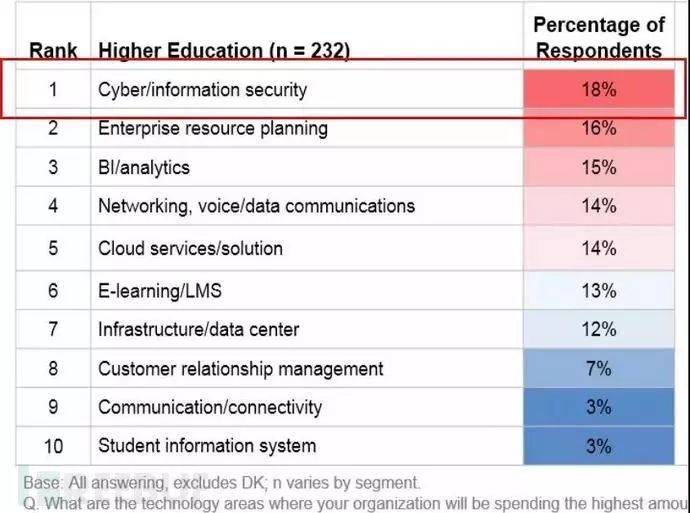 Rank Higher Education (n = 232) Percentage of Respondents
1 Cyber/information security 18%
2 Enterprise resource planning 16%
3 BI/analytics 15%
4 Networking, voice/data communications 14%
5 Cloud services/solution 14%
6 E-learning/LMS 13%
7 Infrastructure/data center 12%
8 Customer relationship management 7%
9 Communication/connectivity 3%
10 Student information system 3%
Base: All answering, excludes DK; n varies by segment.
Q. What are the technology areas where your organization will be spending the highest amou